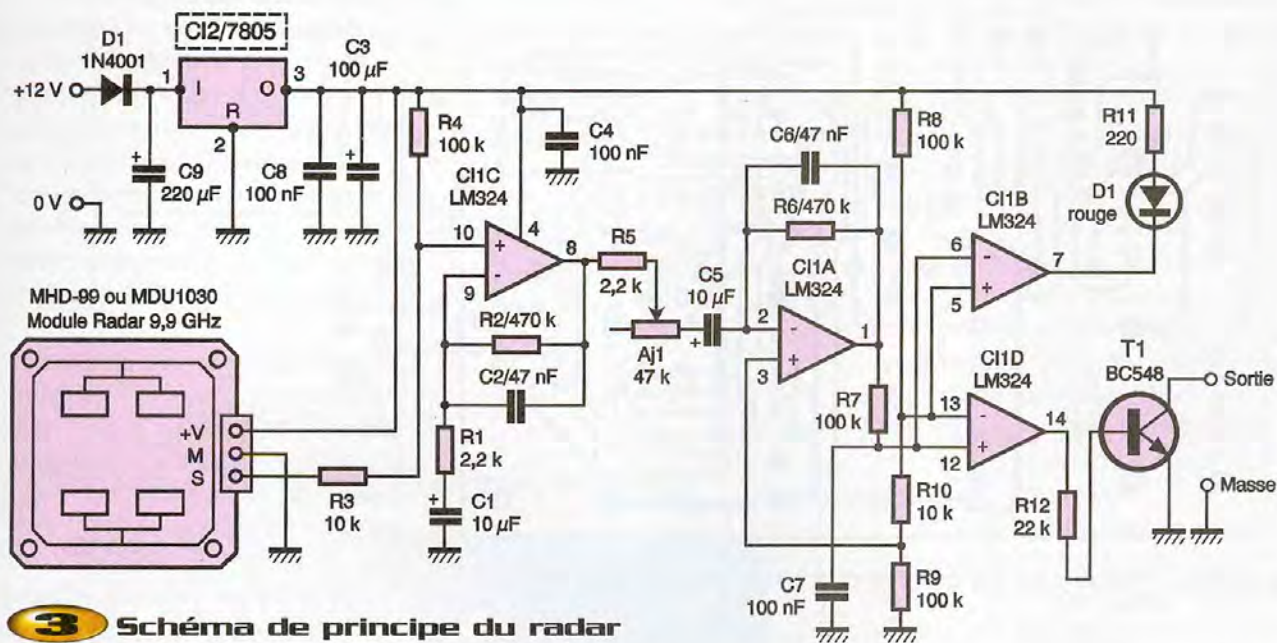 CI2/7805
D1
1N4001
+12 V
1
I
O
3
R
2
C3
100 µF
C9
220 µF
C8
100 nF
0 V
R4
100 k
C4
100 nF
CI1C
LM324
10
+
-
9
4
8
R5
2,2 k
R2/470 k
C2/47 nF
R1
2,2 k
C1
10 µF
Aj1
47 k
C5
10 µF
C6/47 nF
R6/470 k
CI1A
LM324
2
-
+
3
1
R7
100 k
R8
100 k
R11
220
D1
rouge
CI1B
LM324
6
-
+
5
7
CI1D
LM324
13
-
+
12
14
T1
BC548
Sortie
Masse
R10
10 k
R12
22 k
R9
100 k
C7
100 nF
MHD-99 ou MDU1030
Module Radar 9,9 GHz
+V
M
S
R3
10 k
3 Schéma de principe du radar